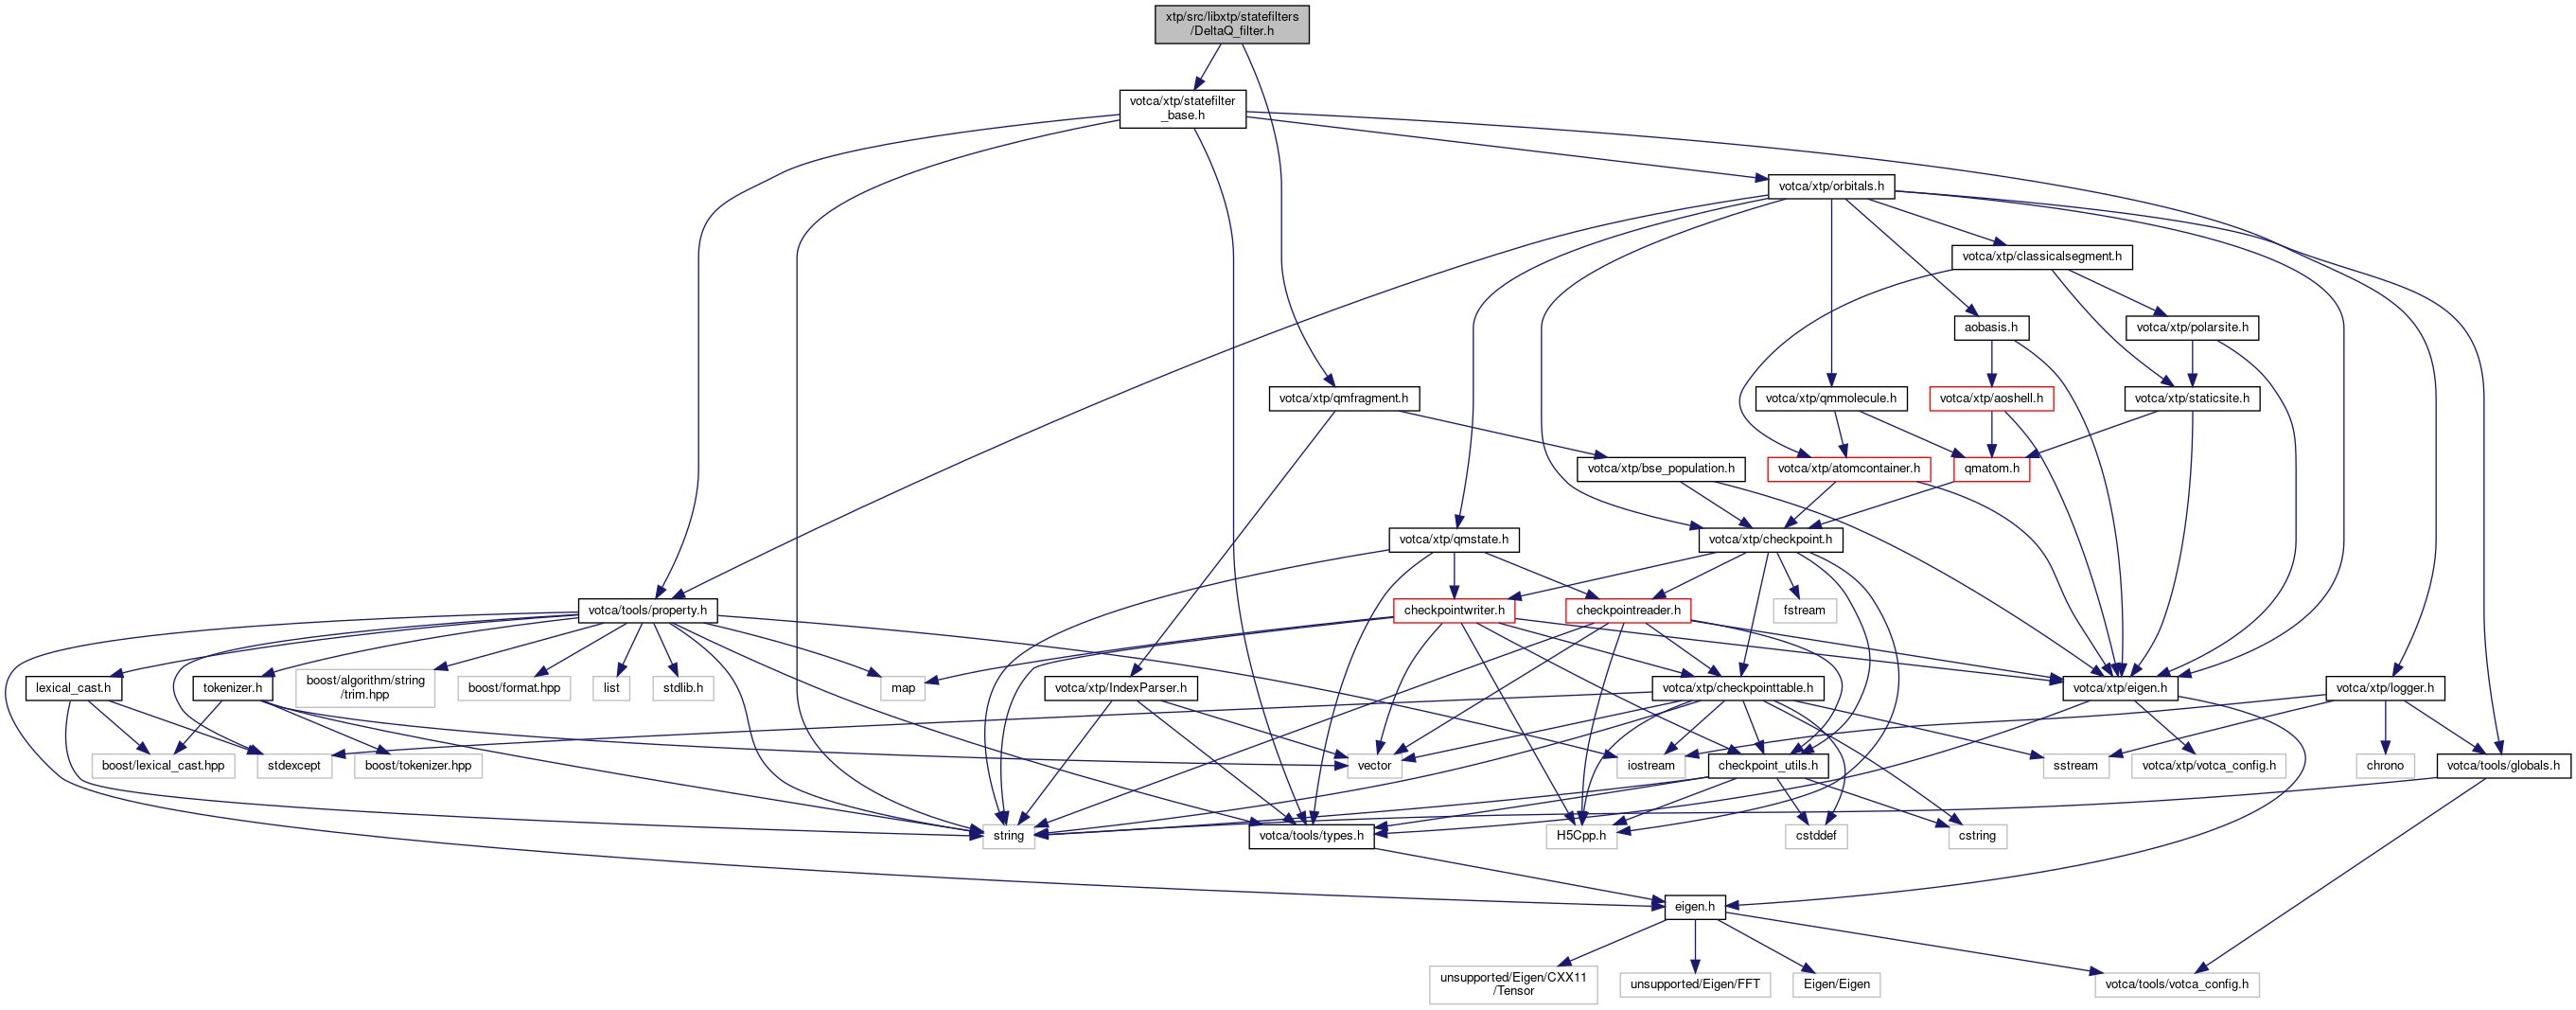 xtp/src/libxtp/statefilters
/DeltaQ_filter.h
votca/xtp/statefilter
_base.h
votca/xtp/orbitals.h
votca/xtp/classicalsegment.h
aobasis.h
votca/xtp/polarsite.h
votca/xtp/qmfragment.h
votca/xtp/qmmolecule.h
votca/xtp/aoshell.h
votca/xtp/staticsite.h
votca/xtp/bse_population.h
votca/xtp/atomcontainer.h
qmatom.h
votca/xtp/qmstate.h
votca/xtp/checkpoint.h
votca/tools/property.h
checkpointwriter.h
checkpointreader.h
fstream
lexical_cast.h
tokenizer.h
boost/algorithm/string
/trim.hpp
boost/format.hpp
list
stdlib.h
map
votca/xtp/IndexParser.h
votca/xtp/checkpointtable.h
votca/xtp/eigen.h
votca/xtp/logger.h
boost/lexical_cast.hpp
stdexcept
boost/tokenizer.hpp
vector
iostream
checkpoint_utils.h
sstream
votca/xtp/votca_config.h
chrono
votca/tools/globals.h
string
votca/tools/types.h
H5Cpp.h
cstddef
cstring
eigen.h
unsupported/Eigen/CXX11
/Tensor
unsupported/Eigen/FFT
Eigen/Eigen
votca/tools/votca_config.h